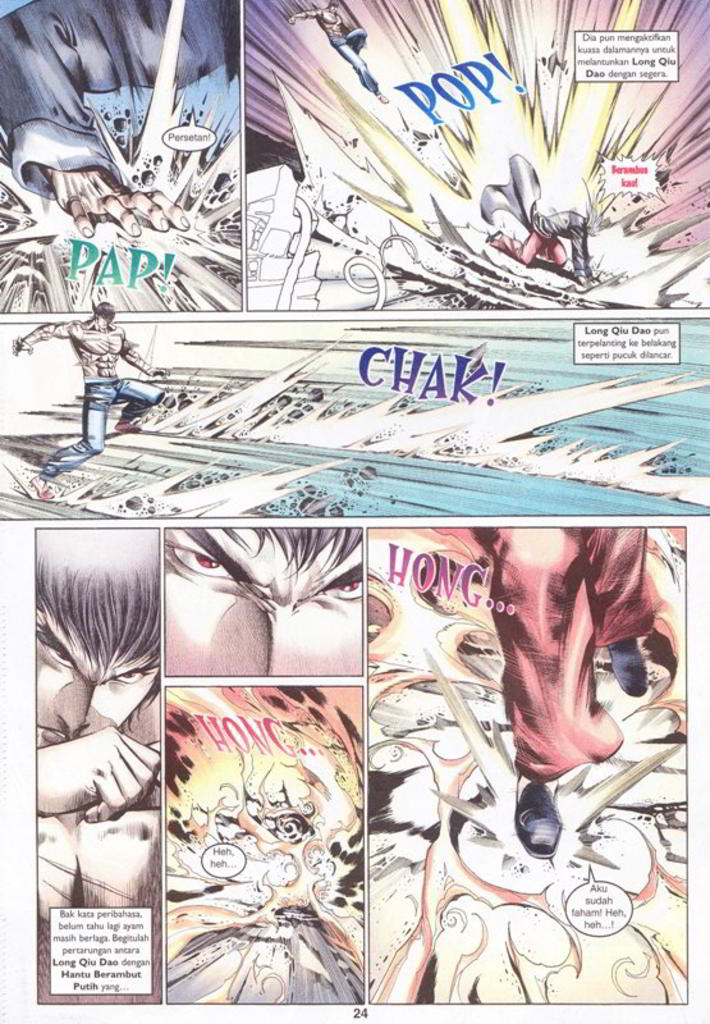 Persetan!
PAP!
POP!
Dia pun mengaktifkan
kuasa dalamannya untuk
melantunkan Long Qiu
Dao dengan segera.
Berambus
kau!
CHAK!
Long Qiu Dao pun
terpelanting ke belakang
seperti pucuk dilancar.
Bak kata peribahasa,
belum tahu lagi ayam
masih berlaga. Begitulah
pertarungan antara
Long Qiu Dao dengan
Hantu Berambut
Putih yang...
HONG...
Heh,
heh...
HONG...
Aku
sudah
faham! Heh,
heh...!
24